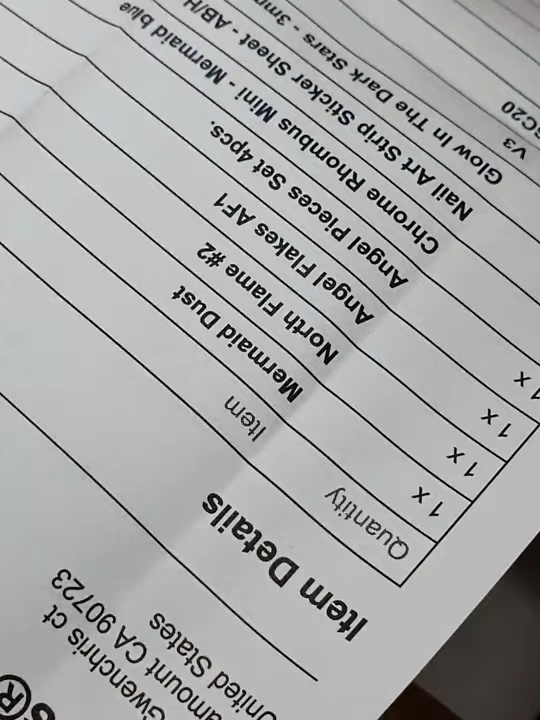 Gwenchris ct
amount CA 90723
United States
Item Details
Quantity Item
1 x Mermaid Dust
1 x North Flame #2
1 x Angel Flakes AF1
1 x Angel Pieces Set 4pcs.
Chrome Rhombus Mini - Mermaid blue
Nail Art Strip Sticker Sheet - AB/H
Glow In The Dark Stars - 3m
V3